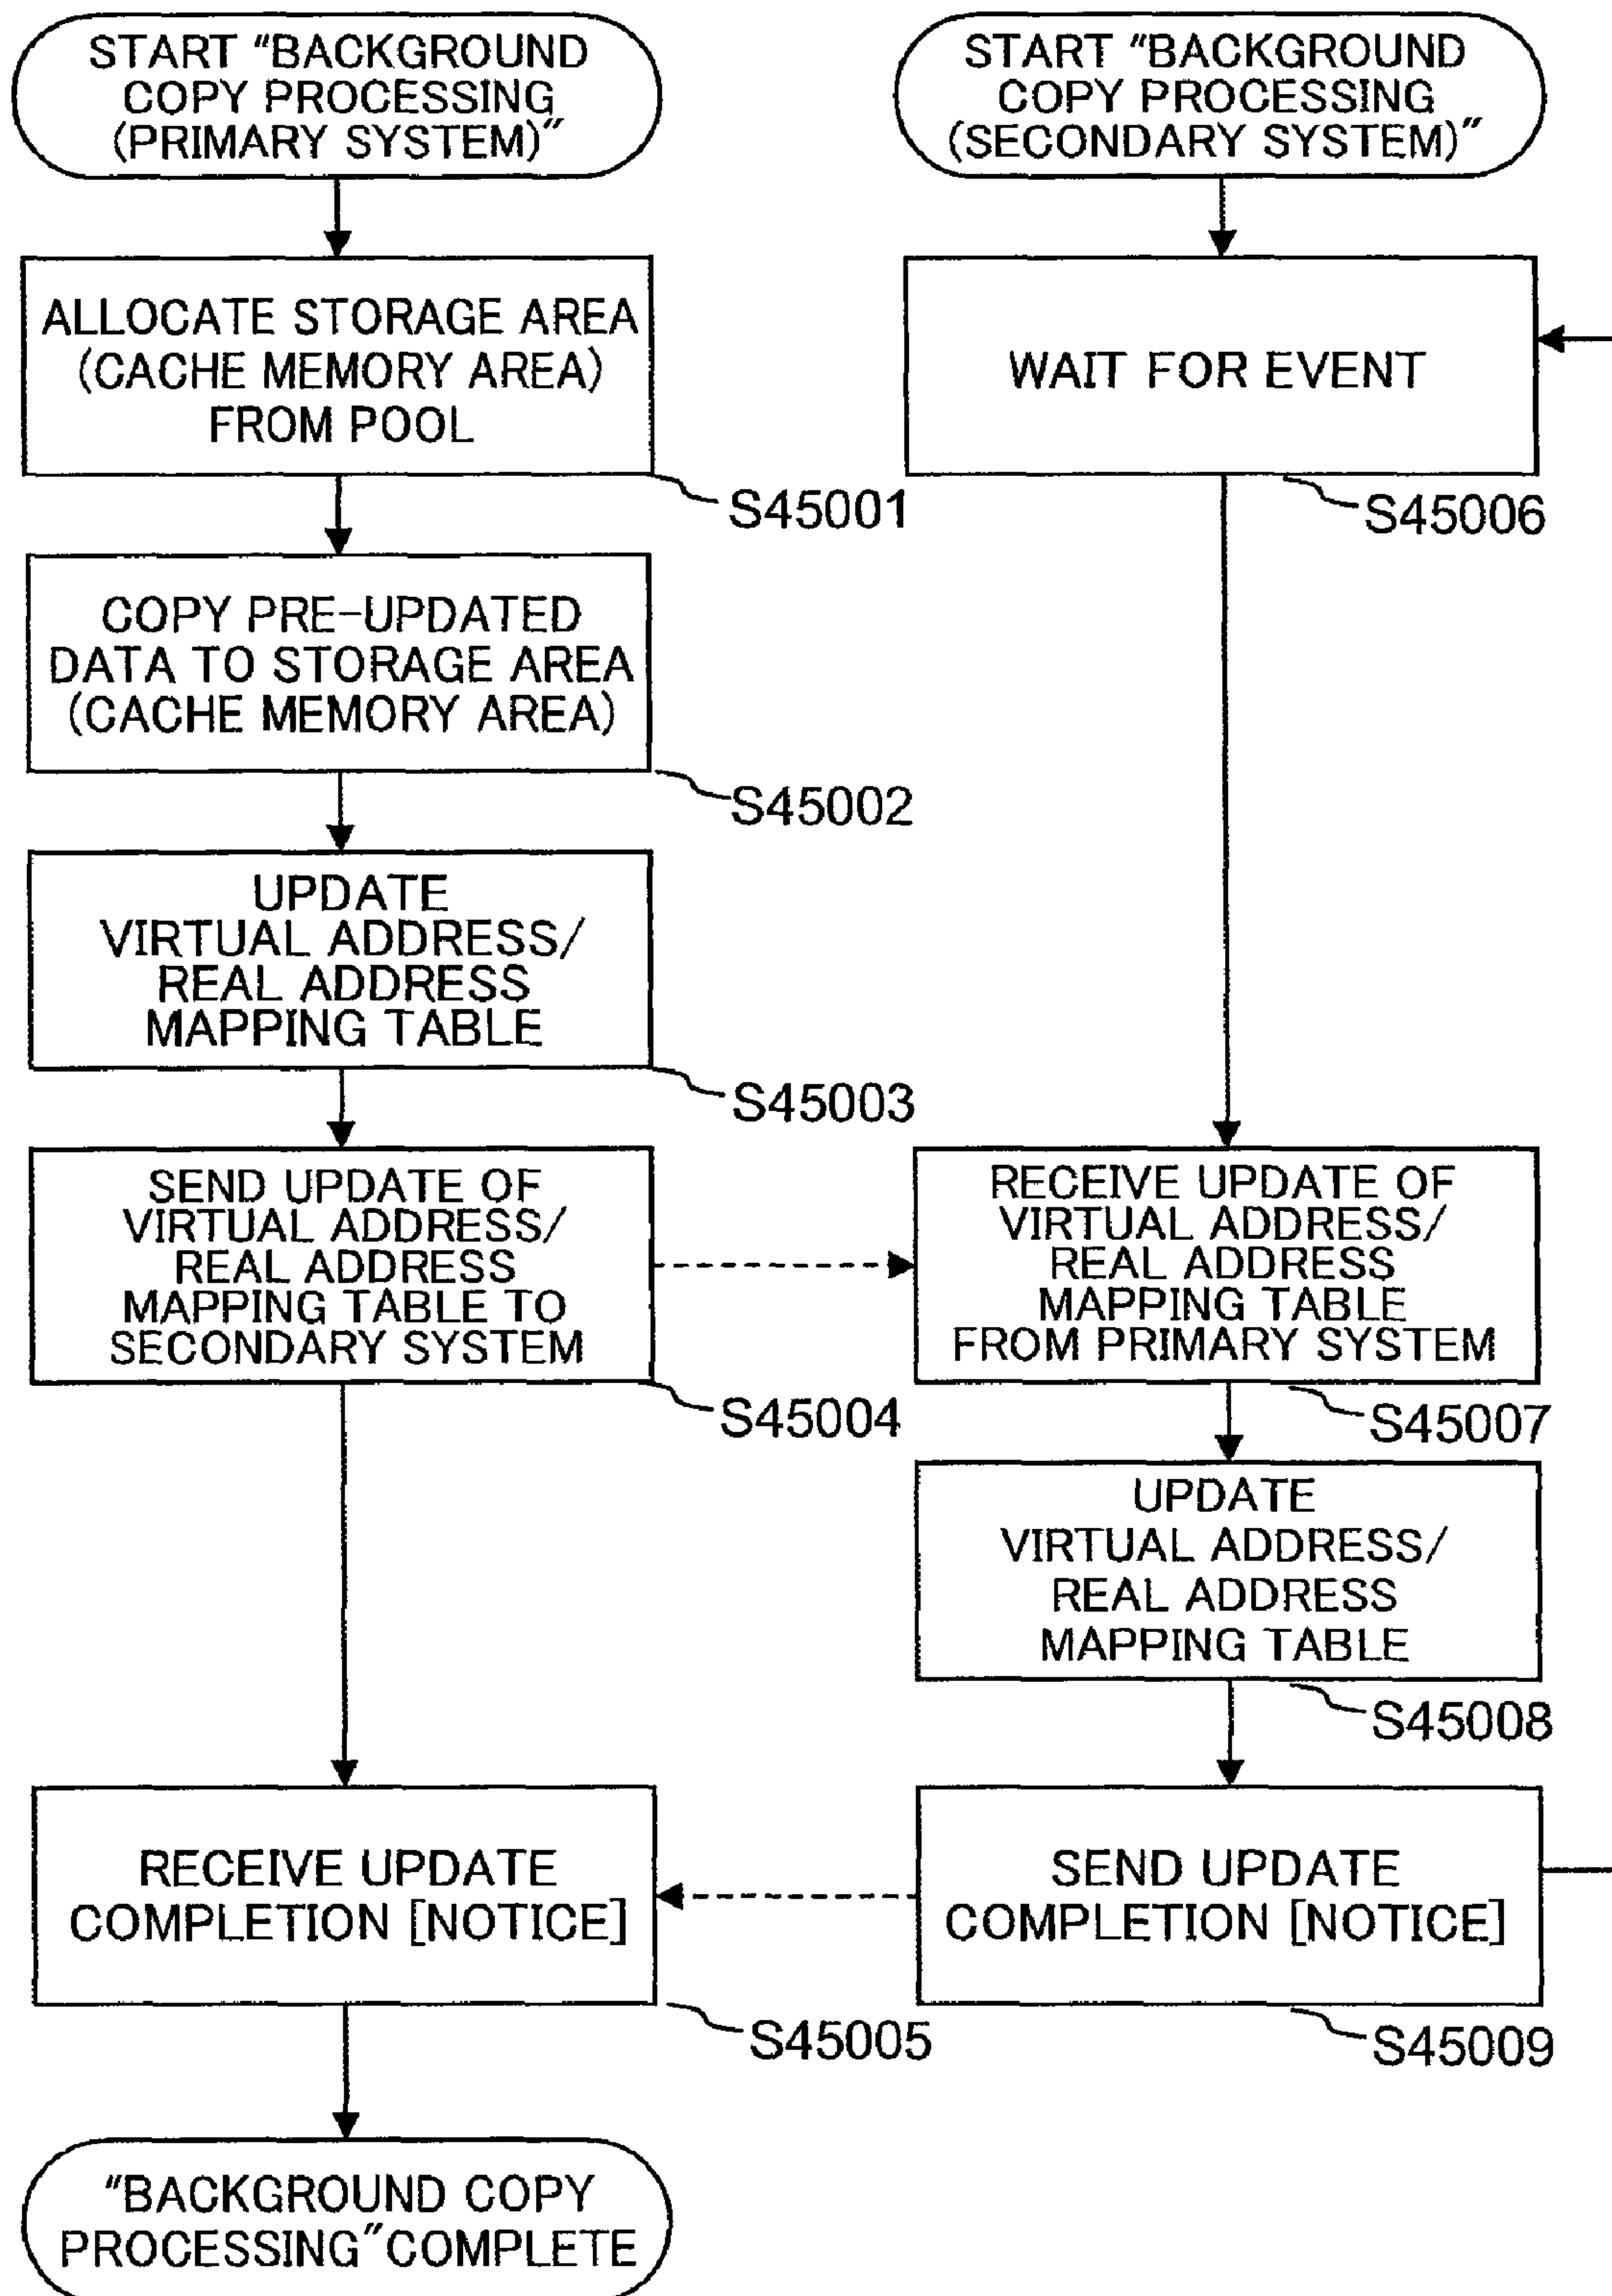 START “BACKGROUND
COPY PROCESSING
(PRIMARY SYSTEM)”
ALLOCATE STORAGE AREA
(CACHE MEMORY AREA)
FROM POOL
S45001
COPY PRE-UPDATED
DATA TO STORAGE AREA
(CACHE MEMORY AREA)
S45002
UPDATE
VIRTUAL ADDRESS/
REAL ADDRESS
MAPPING TABLE
S45003
SEND UPDATE OF
VIRTUAL ADDRESS/
REAL ADDRESS
MAPPING TABLE TO
SECONDARY SYSTEM
S45004
RECEIVE UPDATE
COMPLETION [NOTICE]
S45005
“BACKGROUND COPY
PROCESSING” COMPLETE
START “BACKGROUND
COPY PROCESSING
(SECONDARY SYSTEM)”
WAIT FOR EVENT
S45006
RECEIVE UPDATE OF
VIRTUAL ADDRESS/
REAL ADDRESS
MAPPING TABLE
FROM PRIMARY SYSTEM
S45007
UPDATE
VIRTUAL ADDRESS/
REAL ADDRESS
MAPPING TABLE
S45008
SEND UPDATE
COMPLETION [NOTICE]
S45009